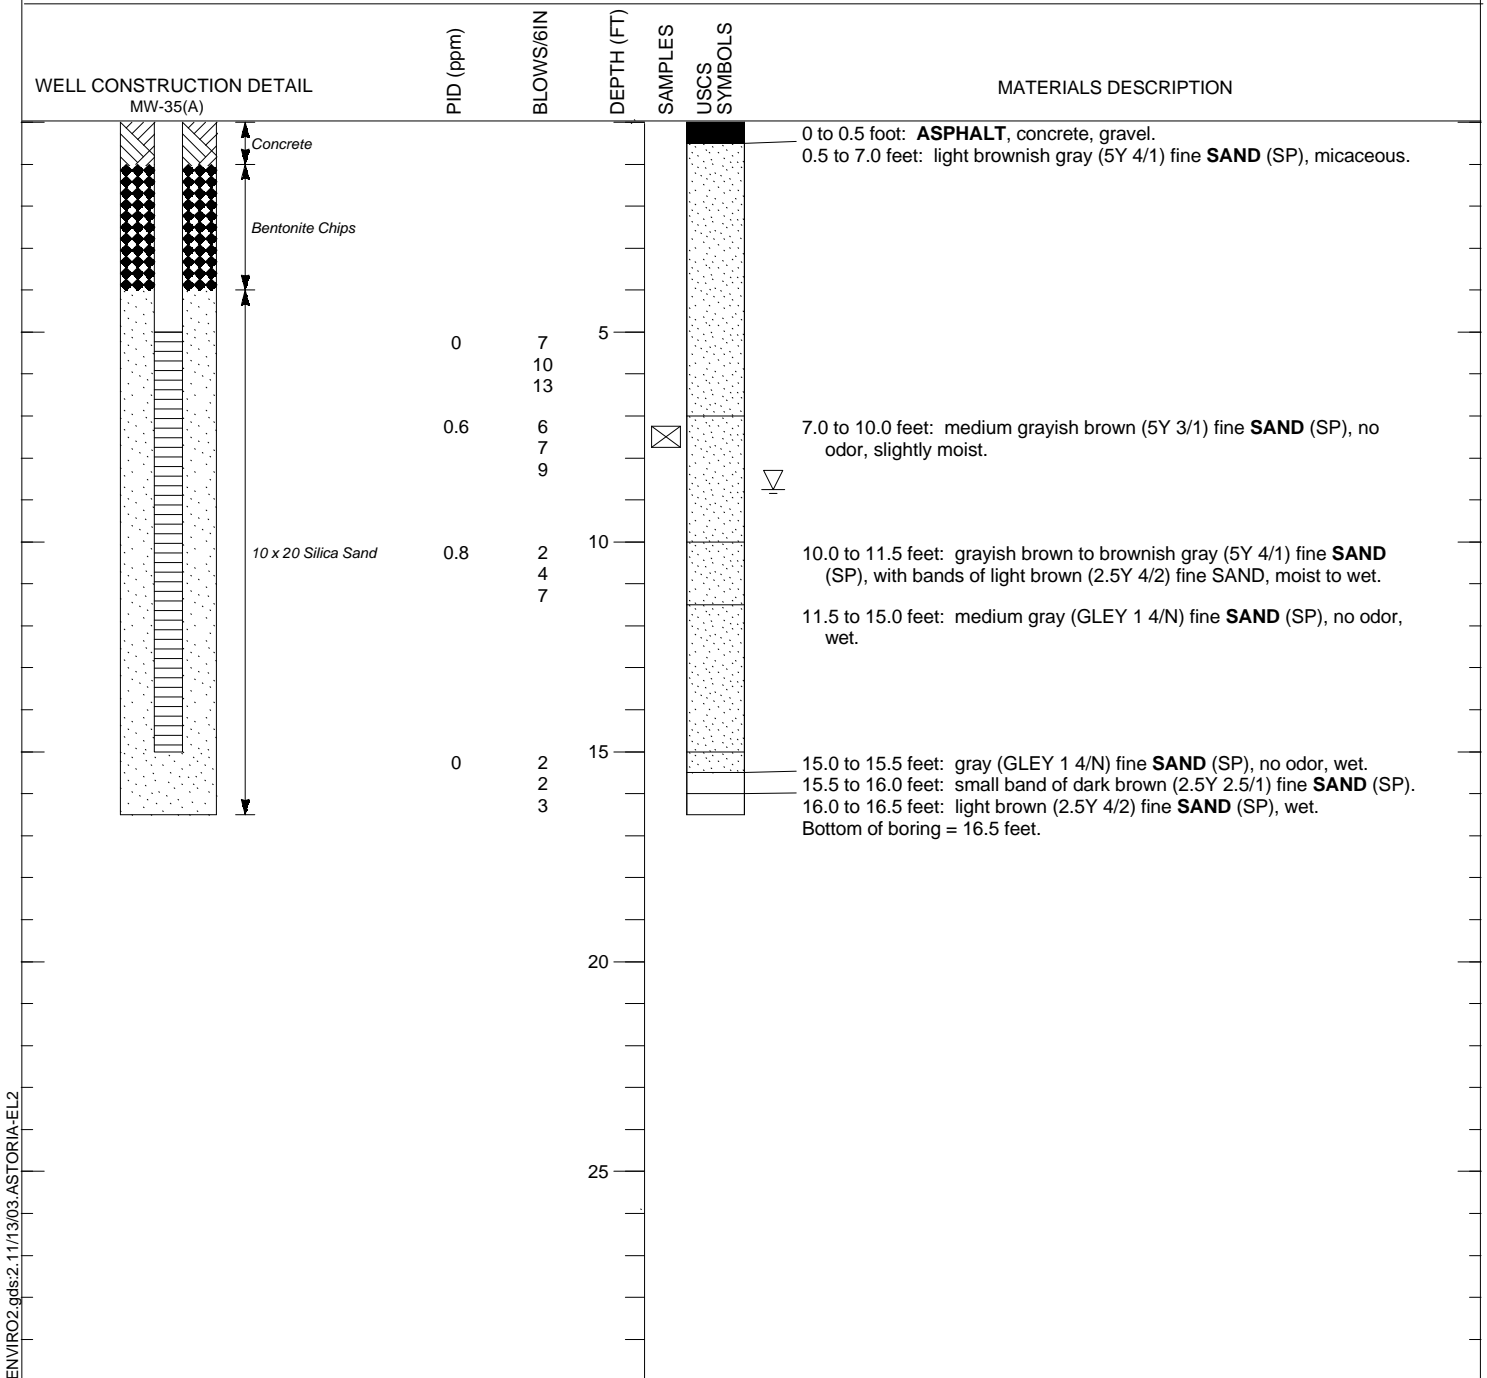 WELL CONSTRUCTION DETAIL
MW-35(A)
PID (ppm)
BLOWS/6IN
DEPTH (FT)
SAMPLES
USCS
SYMBOLS
MATERIALS DESCRIPTION
Concrete
Bentonite Chips
10 x 20 Silica Sand
0 7
10
13
0.6 6
7
9
0.8 2
4
7
0 2
2
3
5
10
15
20
25
0 to 0.5 foot: ASPHALT, concrete, gravel.
0.5 to 7.0 feet: light brownish gray (5Y 4/1) fine SAND (SP), micaceous.
7.0 to 10.0 feet: medium grayish brown (5Y 3/1) fine SAND (SP), no
odor, slightly moist.
10.0 to 11.5 feet: grayish brown to brownish gray (5Y 4/1) fine SAND
(SP), with bands of light brown (2.5Y 4/2) fine SAND, moist to wet.
11.5 to 15.0 feet: medium gray (GLEY 1 4/N) fine SAND (SP), no odor,
wet.
15.0 to 15.5 feet: gray (GLEY 1 4/N) fine SAND (SP), no odor, wet.
15.5 to 16.0 feet: small band of dark brown (2.5Y 2.5/1) fine SAND (SP).
16.0 to 16.5 feet: light brown (2.5Y 4/2) fine SAND (SP), wet.
Bottom of boring = 16.5 feet.
ENVIRO2.gds:2.11/13/03.ASTORIA-EL2